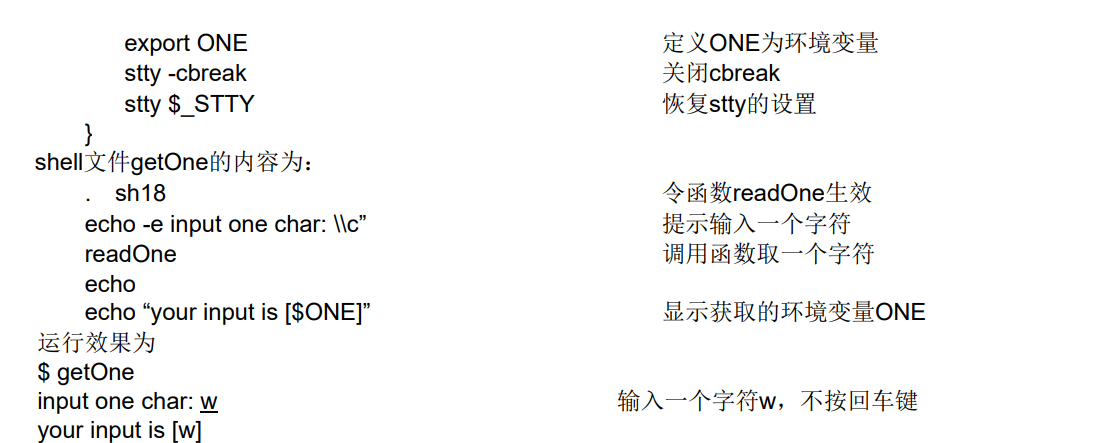 export ONE 定义ONE为环境变量
stty -cbreak 关闭cbreak
stty $_STTY 恢复stty的设置
}
shell文件getOne的内容为：
. sh18 令函数readOne生效
echo -e input one char: \\c” 提示输入一个字符
readOne 调用函数取一个字符
echo
echo “your input is [$ONE]” 显示获取的环境变量ONE
运行效果为
$ getOne
input one char: w 输入一个字符w，不按回车键
your input is [w]